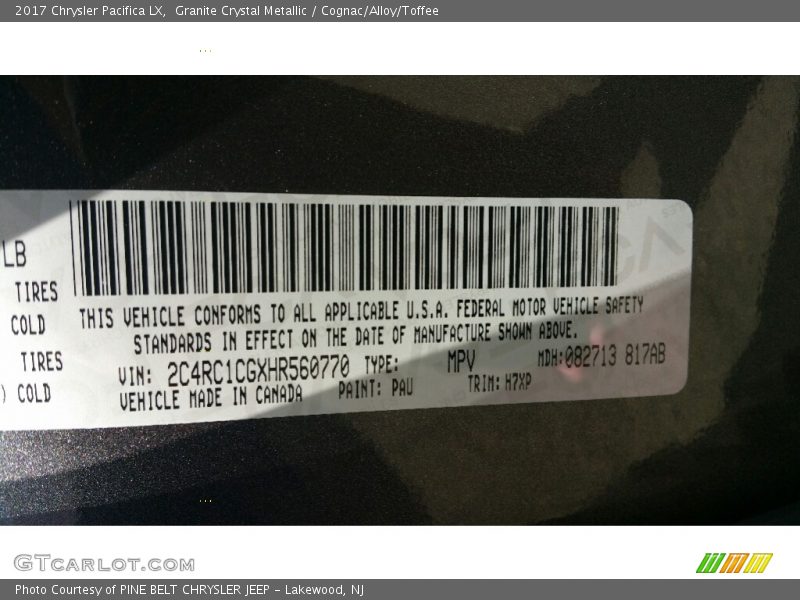 2017 Chrysler Pacifica LX, Granite Crystal Metallic / Cognac/Alloy/Toffee
LB
TIRES
COLD
TIRES
) COLD
THIS VEHICLE CONFORMS TO ALL APPLICABLE U.S.A. FEDERAL MOTOR VEHICLE SAFETY
STANDARDS IN EFFECT ON THE DATE OF MANUFACTURE SHOWN ABOVE.
VIN: 2C4RC1CGXHR560770 TYPE: MPV MDH:082713 817AB
VEHICLE MADE IN CANADA PAINT: PAU TRIM: H7XP
GTCARLOT.COM
Photo Courtesy of PINE BELT CHRYSLER JEEP - Lakewood, NJ